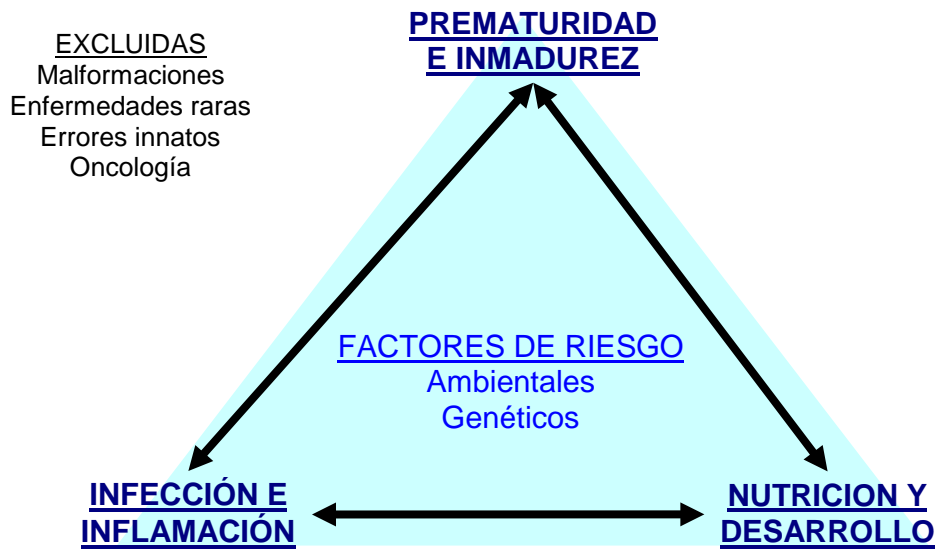 EXCLUIDAS
Malformaciones
Enfermedades raras
Errores innatos
Oncología
PREMATURIDAD
E INMADUREZ
FACTORES DE RIESGO
Ambientales
Genéticos
INFECCIÓN E
INFLAMACIÓN
NUTRICION Y
DESARROLLO